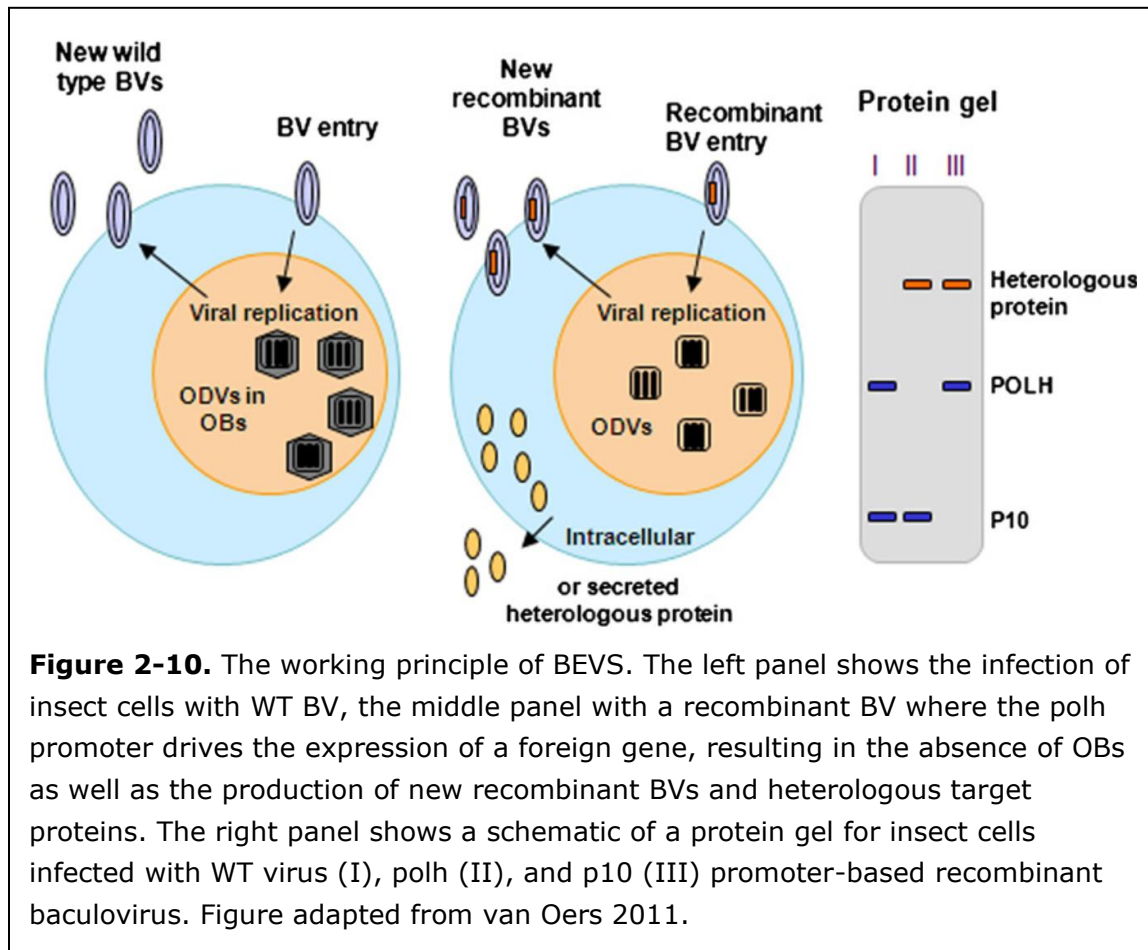 New wild
type BVs
BV entry
Viral replication
ODVs in
OBs
New
recombinant
BVs
Recombinant
BV entry
Viral replication
ODVs
Intracellular
or secreted
heterologous protein
Protein gel
I II III
Heterologous
protein
POLH
P10
Figure 2-10. The working principle of BEVS. The left panel shows the infection of
insect cells with WT BV, the middle panel with a recombinant BV where the polh
promoter drives the expression of a foreign gene, resulting in the absence of OBs
as well as the production of new recombinant BVs and heterologous target
proteins. The right panel shows a schematic of a protein gel for insect cells
infected with WT virus (I), polh (II), and p10 (III) promoter-based recombinant
baculovirus. Figure adapted from van Oers 2011.